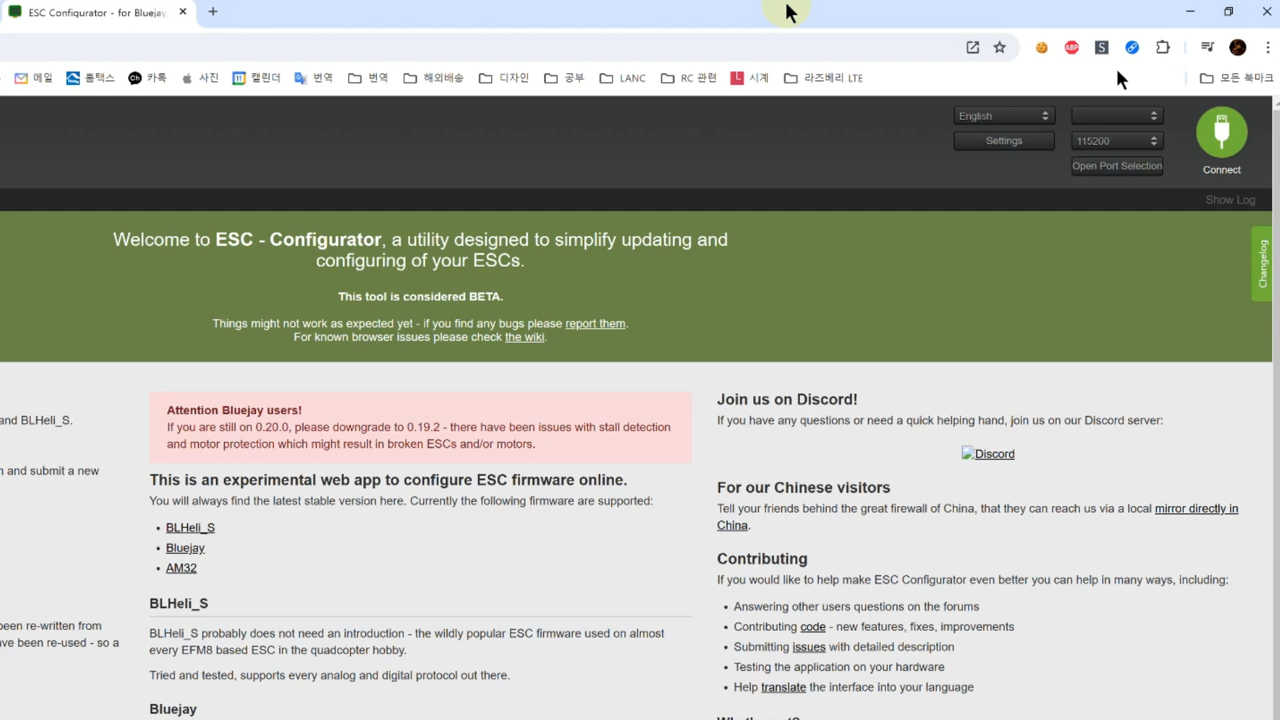 ESC Configurator - for Bluejay
메일
홈택스
카톡
사진
캘린더
번역
번역
해외배송
디자인
공부
LANC
RC 관련
시계
라즈베리 LTE
모든 북마크
English
Settings
115200
Open Port Selection
Connect
Show Log
Welcome to ESC - Configurator, a utility designed to simplify updating and
configuring of your ESCs.
This tool is considered BETA.
Things might not work as expected yet - if you find any bugs please report them.
For known browser issues please check the wiki.
Changelog
and BLHeli_S.
n and submit a new
been re-written from
ve been re-used - so a
Attention Bluejay users!
If you are still on 0.20.0, please downgrade to 0.19.2 - there have been issues with stall detection
and motor protection which might result in broken ESCs and/or motors.
This is an experimental web app to configure ESC firmware online.
You will always find the latest stable version here. Currently the following firmware are supported:
• BLHeli_S
• Bluejay
• AM32
BLHeli_S
BLHeli_S probably does not need an introduction - the wildly popular ESC firmware used on almost
every EFM8 based ESC in the quadcopter hobby.
Tried and tested, supports every analog and digital protocol out there.
Bluejay
Join us on Discord!
If you have any questions or need a quick helping hand, join us on our Discord server:
Discord
For our Chinese visitors
Tell your friends behind the great firewall of China, that they can reach us via a local mirror directly in
China.
Contributing
If you would like to help make ESC Configurator even better you can help in many ways, including:
• Answering other users questions on the forums
• Contributing code - new features, fixes, improvements
• Submitting issues with detailed description
• Testing the application on your hardware
• Help translate the interface into your language